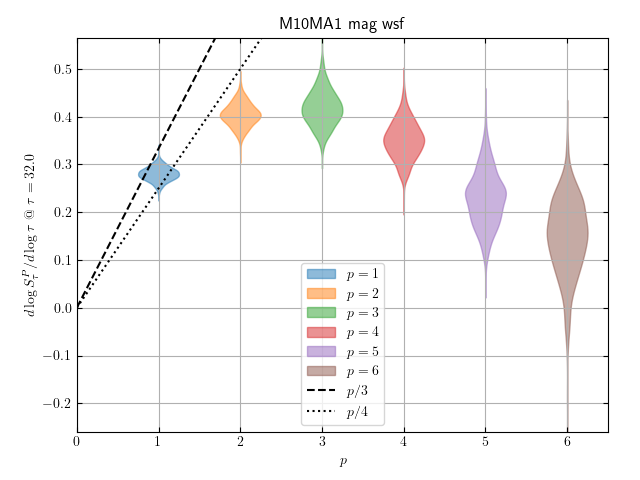 M10MA1 mag wsf
d log S_τ^P / d log τ @ τ = 32.0
0.5
0.4
0.3
0.2
0.1
0.0
−0.1
−0.2
p = 1
p = 2
p = 3
p = 4
p = 5
p = 6
p/3
p/4
0 1 2 3 4 5 6
p